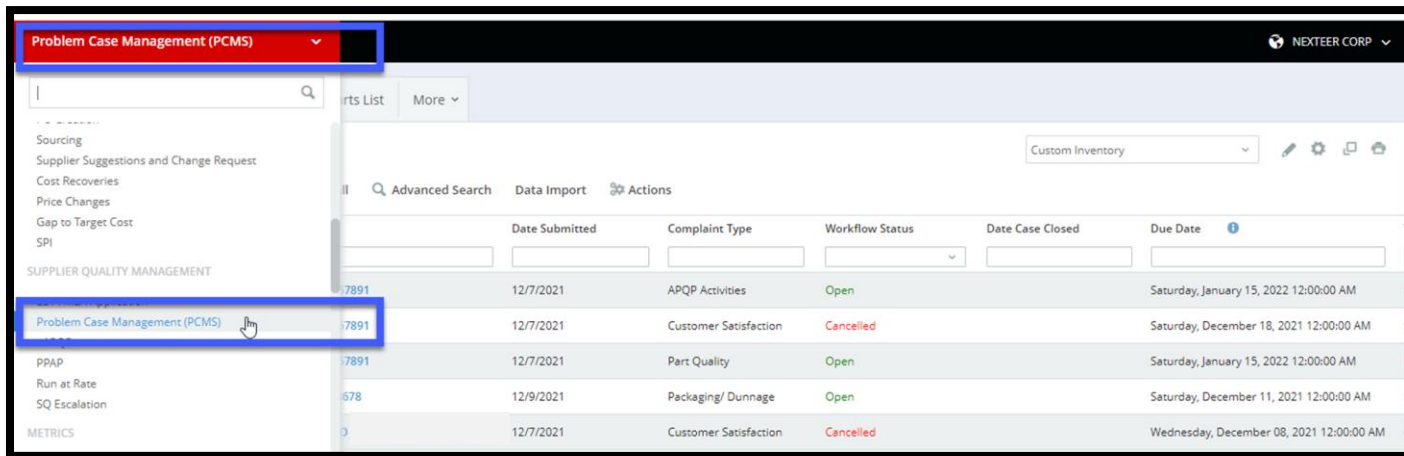 Problem Case Management (PCMS)
NEXTEER CORP
rts List More
Sourcing
Supplier Suggestions and Change Request
Cost Recoveries
Price Changes
Gap to Target Cost
SPI
SUPPLIER QUALITY MANAGEMENT
Problem Case Management (PCMS)
PPAP
Run at Rate
SQ Escalation
METRICS
Custom Inventory
Advanced Search Data Import Actions
Date Submitted Complaint Type Workflow Status Date Case Closed Due Date
7891 12/7/2021 APQP Activities Open Saturday, January 15, 2022 12:00:00 AM
7891 12/7/2021 Customer Satisfaction Cancelled Saturday, December 18, 2021 12:00:00 AM
7891 12/7/2021 Part Quality Open Saturday, January 15, 2022 12:00:00 AM
678 12/9/2021 Packaging/ Dunnage Open Saturday, December 11, 2021 12:00:00 AM
12/7/2021 Customer Satisfaction Cancelled Wednesday, December 08, 2021 12:00:00 AM